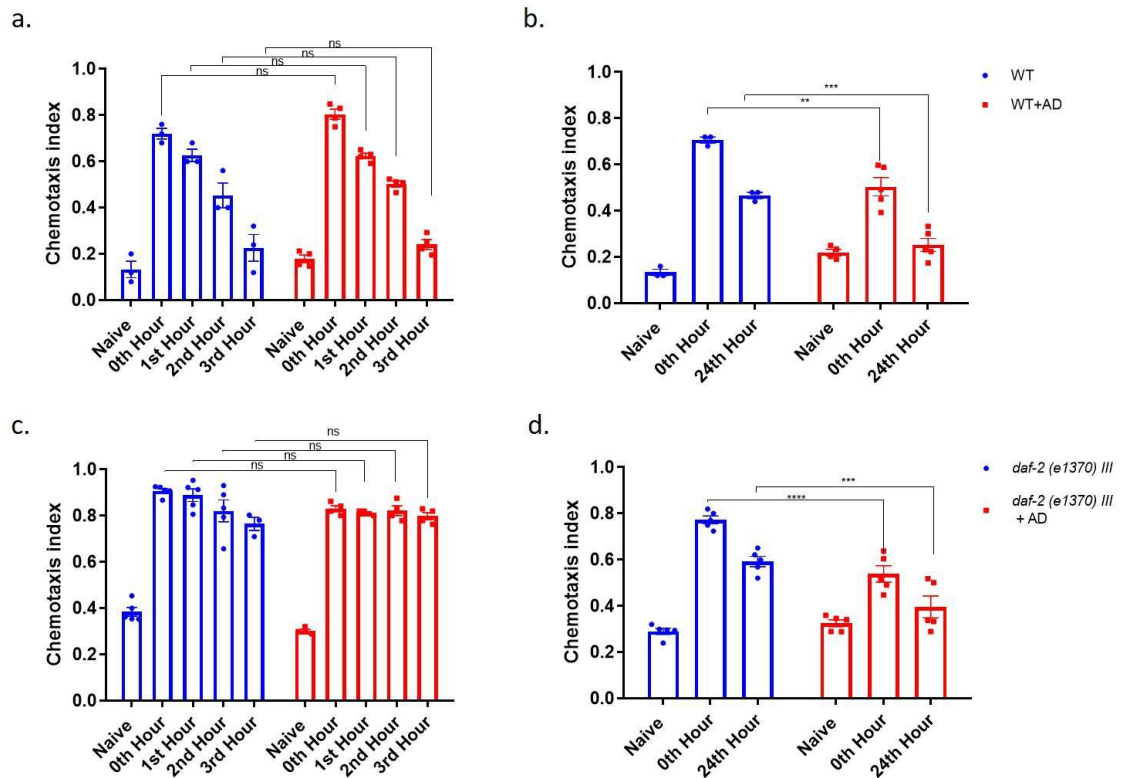 a.
ns
ns
ns
ns
1.0
0.8
0.6
0.4
0.2
0.0
Chemotaxis index
Naive
0th Hour
1st Hour
2nd Hour
3rd Hour
Naive
0th Hour
1st Hour
2nd Hour
3rd Hour
b.
***
**
1.0
0.8
0.6
0.4
0.2
0.0
Chemotaxis index
Naive
0th Hour
24th Hour
Naive
0th Hour
24th Hour
WT
WT+AD
c.
ns
ns
ns
ns
1.0
0.8
0.6
0.4
0.2
0.0
Chemotaxis index
Naive
0th Hour
1st Hour
2nd Hour
3rd Hour
Naive
0th Hour
1st Hour
2nd Hour
3rd Hour
d.
***
****
1.0
0.8
0.6
0.4
0.2
0.0
Chemotaxis index
Naive
0th Hour
24th Hour
Naive
0th Hour
24th Hour
daf-2 (e1370) III
daf-2 (e1370) III
+ AD